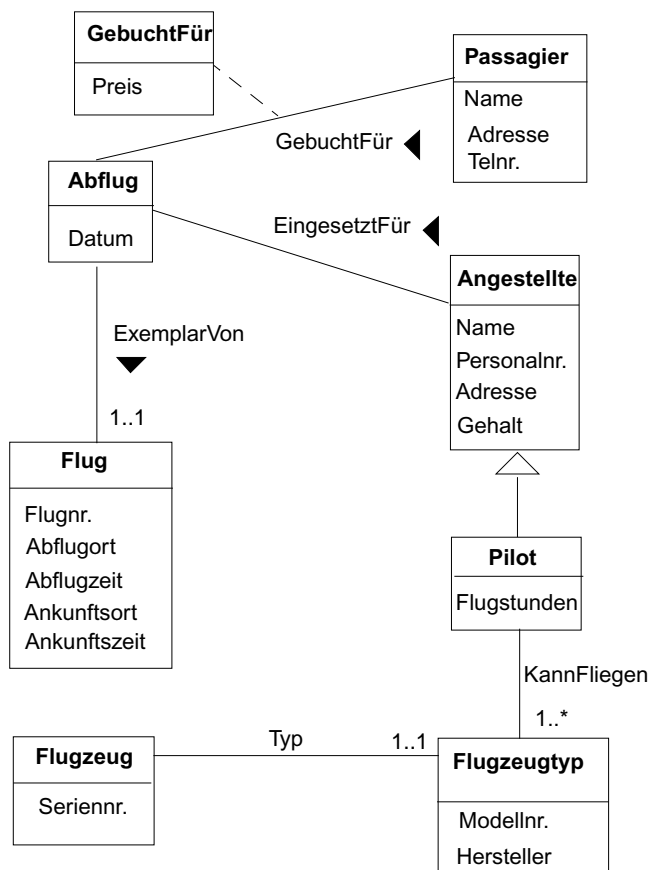 GebuchtFür
Preis
Passagier
Name
Adresse
Telnr.
GebuchtFür
Abflug
Datum
EingesetztFür
Angestellte
Name
Personalnr.
Adresse
Gehalt
ExemplarVon
1..1
Flug
Flugnr.
Abflugort
Abflugzeit
Ankunftsort
Ankunftszeit
Pilot
Flugstunden
KannFliegen
1..*
Typ
1..1
Flugzeug
Seriennr.
Flugzeugtyp
Modellnr.
Hersteller